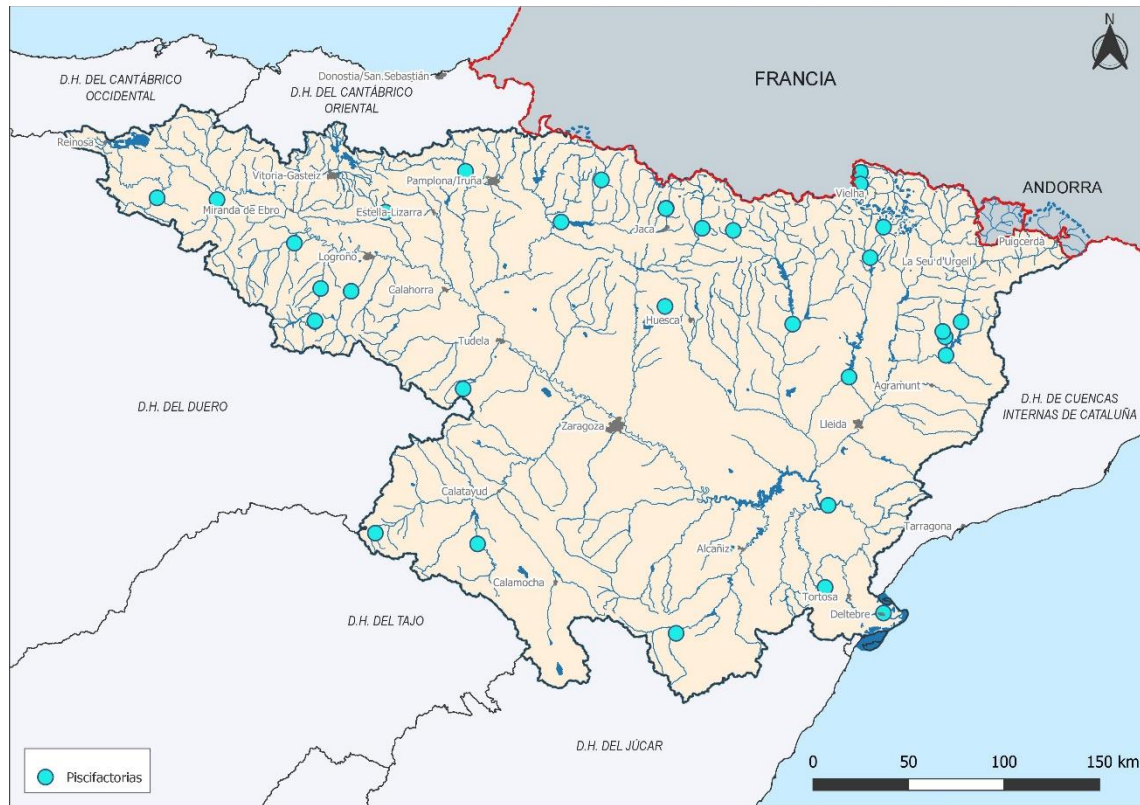 N
FRANCIA
D.H. DEL CANTÁBRICO
OCCIDENTAL
Donostia/San Sebastián
D.H. DEL CANTÁBRICO
ORIENTAL
Reinosa
Vitoria-Gasteiz
Pamplona/Iruña
Vielha
ANDORRA
Miranda de Ebro
Estella-Lizarra
Jaca
Puigcerdà
La Seu d'Urgell
Logroño
Calahorra
Huesca
Tudela
Agramunt
D.H. DE CUENCAS
INTERNAS DE CATALUÑA
D.H. DEL DUERO
Zaragoza
Lleida
Calatayud
Tarragona
Alcañiz
Calamocha
Tortosa
Deltebre
D.H. DEL TAJO
D.H. DEL JÚCAR
Piscifactorias
0 50 100 150 km